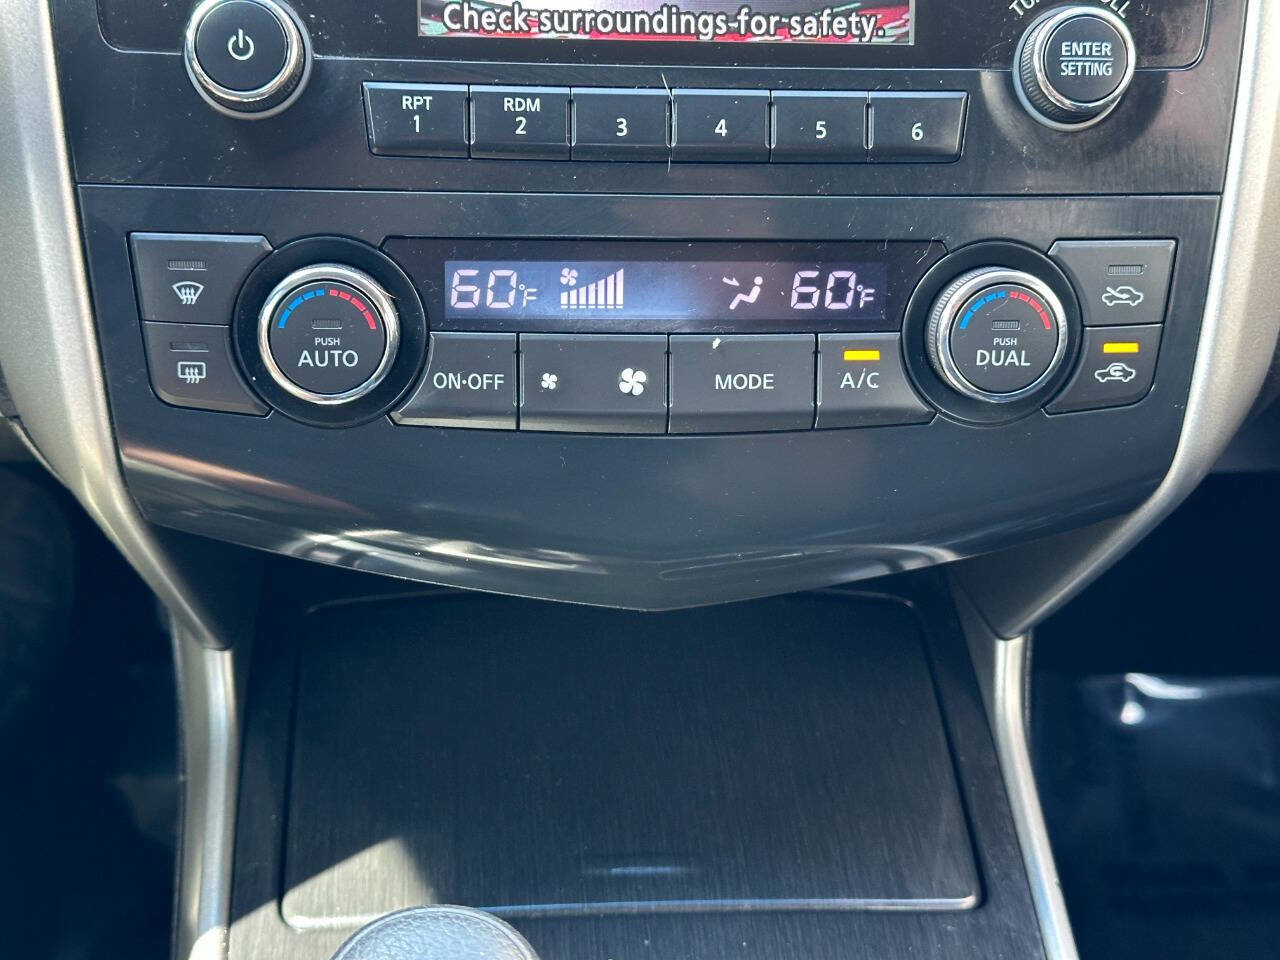 Check surroundings for safety.
ENTER
SETTING
RPT
1
RDM
2
3
4
5
6
60°F
60°F
PUSH
AUTO
ON•OFF
MODE
A/C
PUSH
DUAL